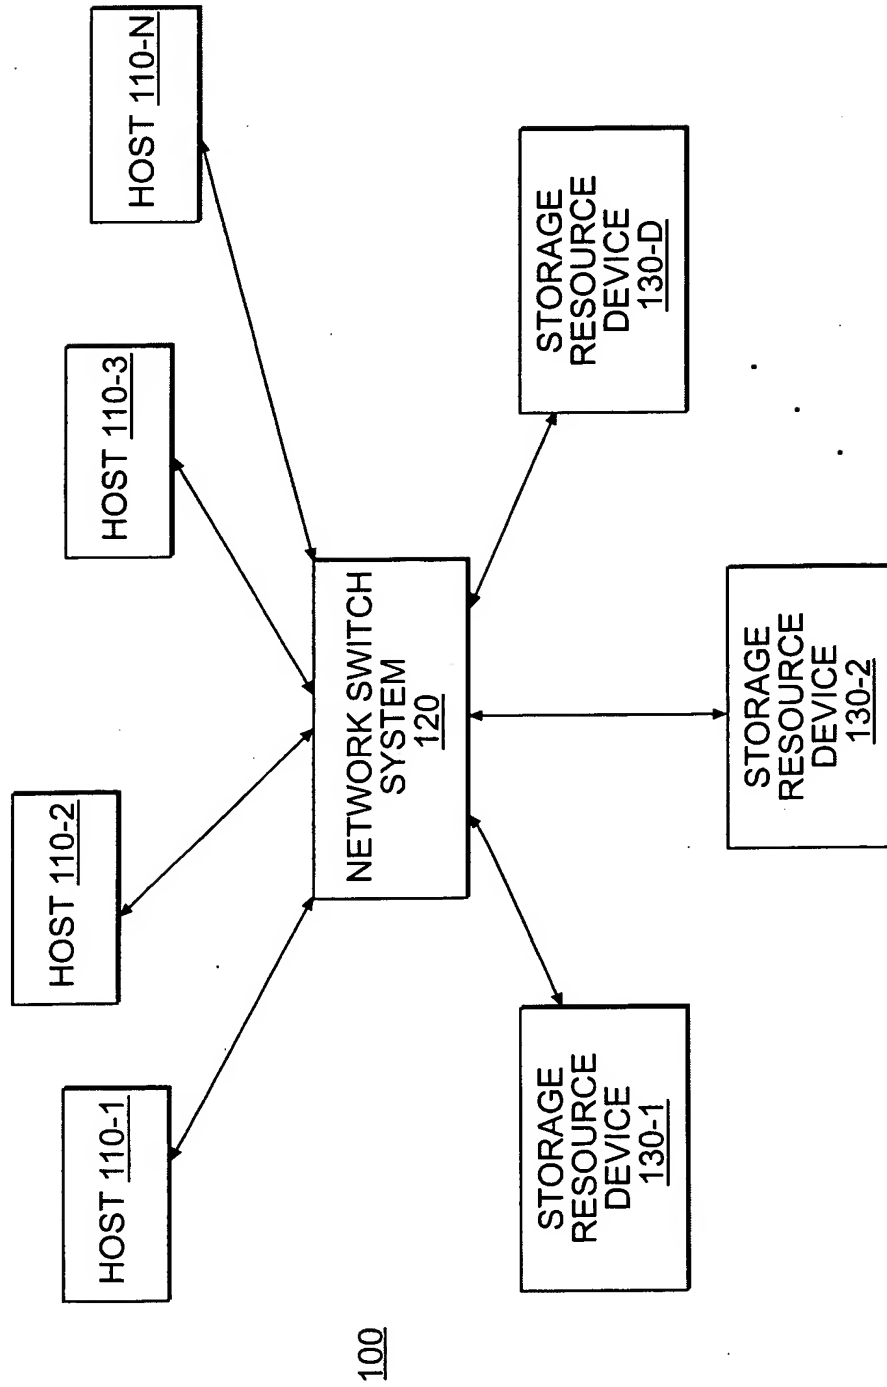 HOST 110-1
HOST 110-2
HOST 110-3
HOST 110-N
100
NETWORK SWITCH
SYSTEM
120
STORAGE
RESOURCE
DEVICE
130-1
STORAGE
RESOURCE
DEVICE
130-2
STORAGE
RESOURCE
DEVICE
130-D